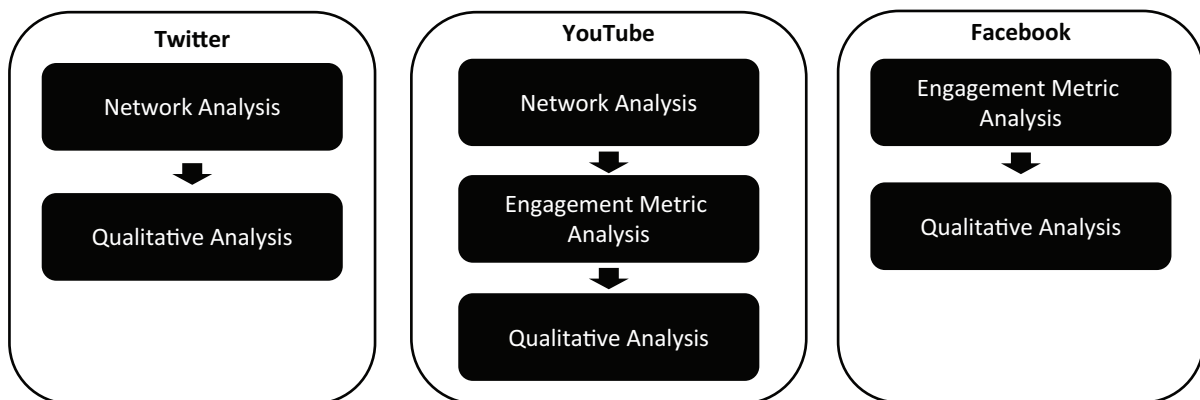 Twitter
Network Analysis
Qualitative Analysis
YouTube
Network Analysis
Engagement Metric
Analysis
Qualitative Analysis
Facebook
Engagement Metric
Analysis
Qualitative Analysis